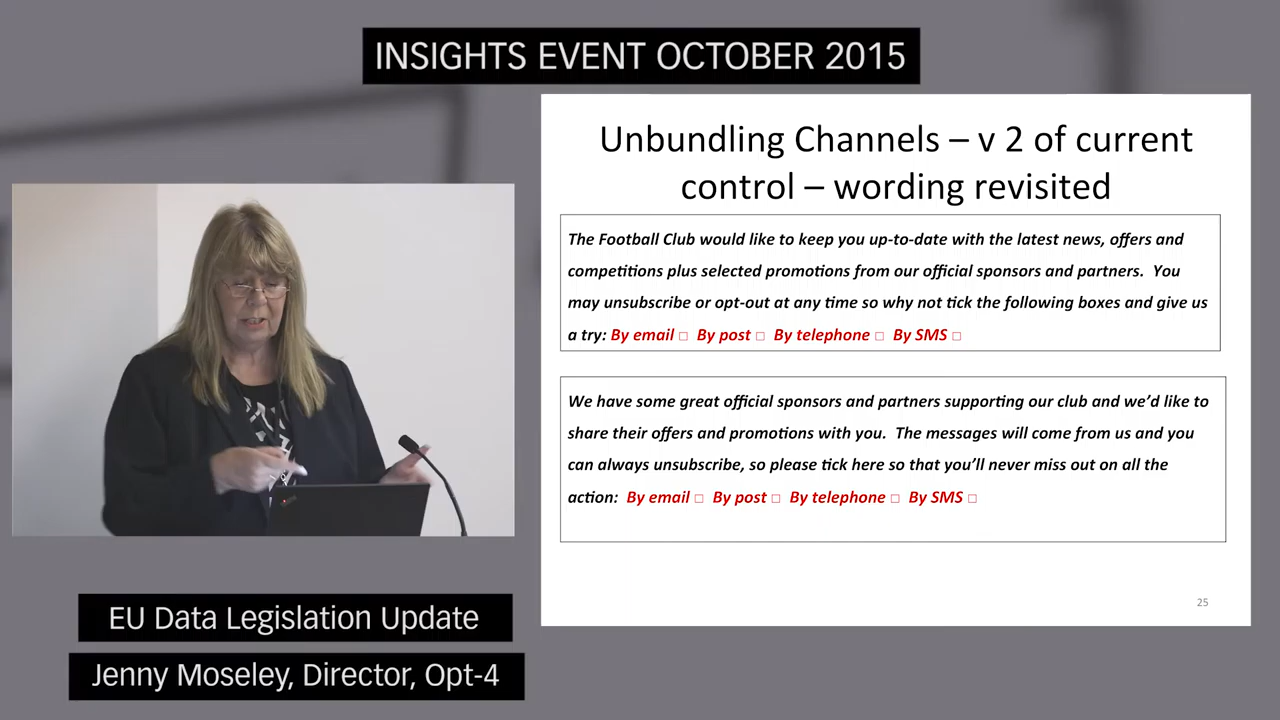 INSIGHTS EVENT OCTOBER 2015
Unbundling Channels – v 2 of current
control – wording revisited
The Football Club would like to keep you up-to-date with the latest news, offers and
competitions plus selected promotions from our official sponsors and partners.  You
may unsubscribe or opt-out at any time so why not tick the following boxes and give us
a try: By email □  By post □  By telephone □  By SMS □
We have some great official sponsors and partners supporting our club and we’d like to
share their offers and promotions with you.  The messages will come from us and you
can always unsubscribe, so please tick here so that you’ll never miss out on all the
action:  By email □  By post □  By telephone □  By SMS □
25
EU Data Legislation Update
Jenny Moseley, Director, Opt-4